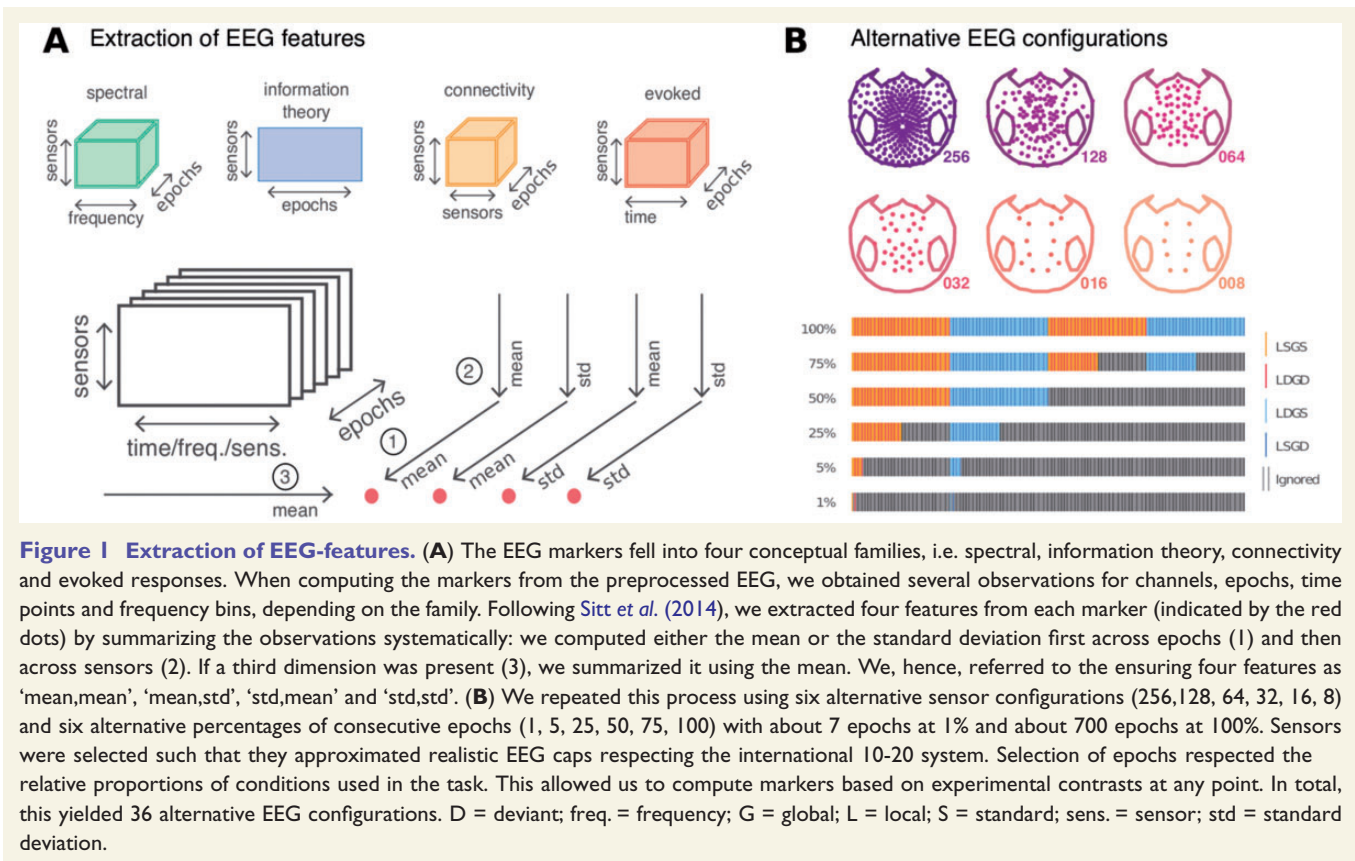 A Extraction of EEG features
spectral
information
theory
connectivity
evoked
sensors
frequency
epochs
sensors
epochs
sensors
sensors
epochs
sensors
time
epochs
sensors
time/freq./sens.
epochs
1
2
3
mean
mean
std
mean
std
mean
mean
std
std
B Alternative EEG configurations
256
128
064
032
016
008
100%
75%
50%
25%
5%
1%
LSGS
LDGD
LDGS
LSGD
Ignored
Figure 1 Extraction of EEG-features. (A) The EEG markers fell into four conceptual families, i.e. spectral, information theory, connectivity
and evoked responses. When computing the markers from the preprocessed EEG, we obtained several observations for channels, epochs, time
points and frequency bins, depending on the family. Following Sitt et al. (2014), we extracted four features from each marker (indicated by the red
dots) by summarizing the observations systematically: we computed either the mean or the standard deviation first across epochs (1) and then
across sensors (2). If a third dimension was present (3), we summarized it using the mean. We, hence, referred to the ensuring four features as
‘mean,mean’, ‘mean,std’, ‘std,mean’ and ‘std,std’. (B) We repeated this process using six alternative sensor configurations (256,128, 64, 32, 16, 8)
and six alternative percentages of consecutive epochs (1, 5, 25, 50, 75, 100) with about 7 epochs at 1% and about 700 epochs at 100%. Sensors
were selected such that they approximated realistic EEG caps respecting the international 10-20 system. Selection of epochs respected the
relative proportions of conditions used in the task. This allowed us to compute markers based on experimental contrasts at any point. In total,
this yielded 36 alternative EEG configurations. D = deviant; freq. = frequency; G = global; L = local; S = standard; sens. = sensor; std = standard
deviation.